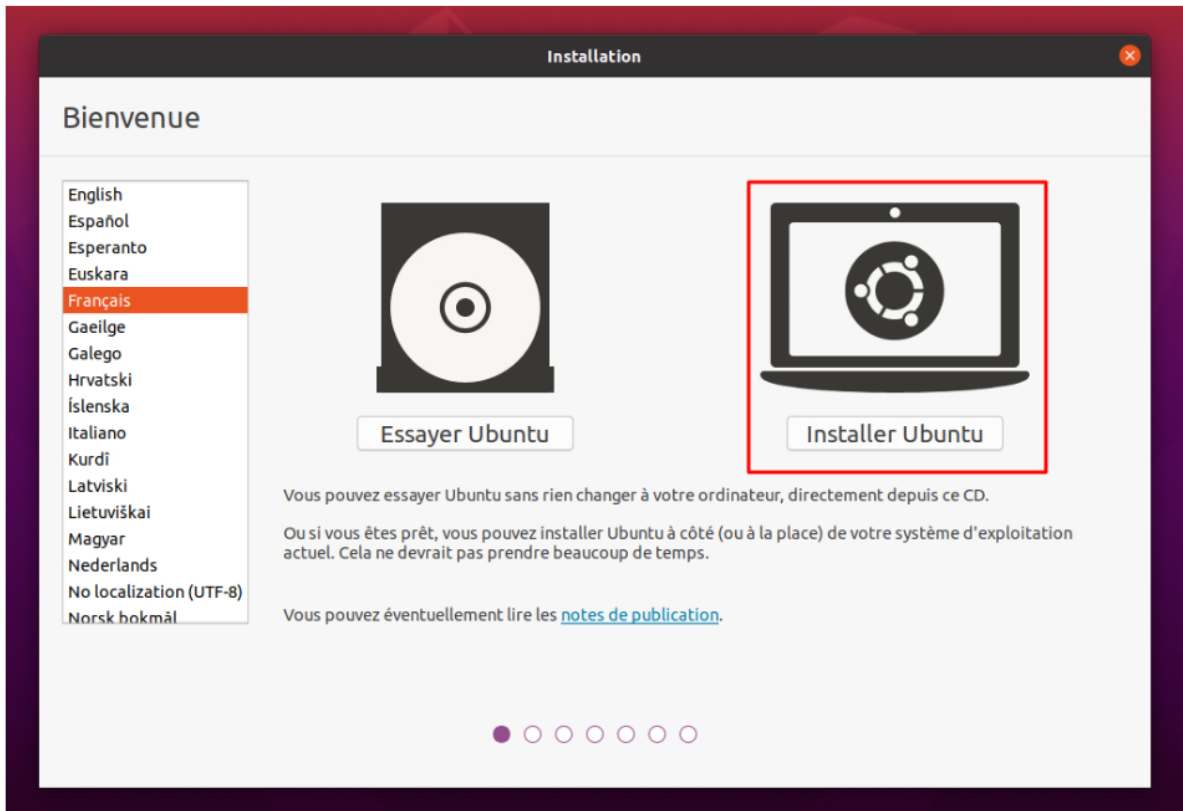 Installation
Bienvenue
English
Español
Esperanto
Euskara
Français
Gaeilge
Galego
Hrvatski
Íslenska
Italiano
Kurdî
Latviski
Lietuviškai
Magyar
Nederlands
No localization (UTF-8)
Norsk bokmål
Essayer Ubuntu
Installer Ubuntu
Vous pouvez essayer Ubuntu sans rien changer à votre ordinateur, directement depuis ce CD.
Ou si vous êtes prêt, vous pouvez installer Ubuntu à côté (ou à la place) de votre système d'exploitation
actuel. Cela ne devrait pas prendre beaucoup de temps.
Vous pouvez éventuellement lire les notes de publication.